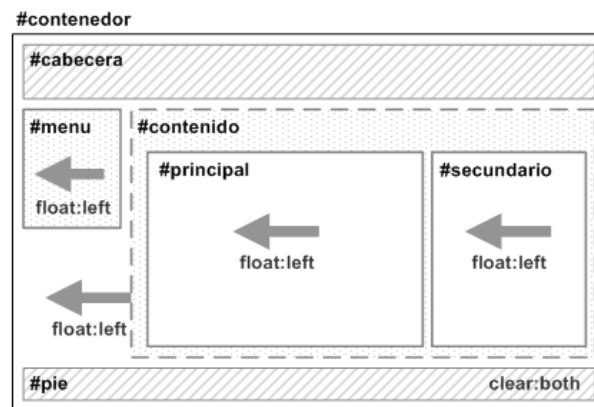 #contenedor
#cabecera
#menu
#contenido
#principal
#secundario
float:left
float:left
float:left
float:left
#pie
clear:both